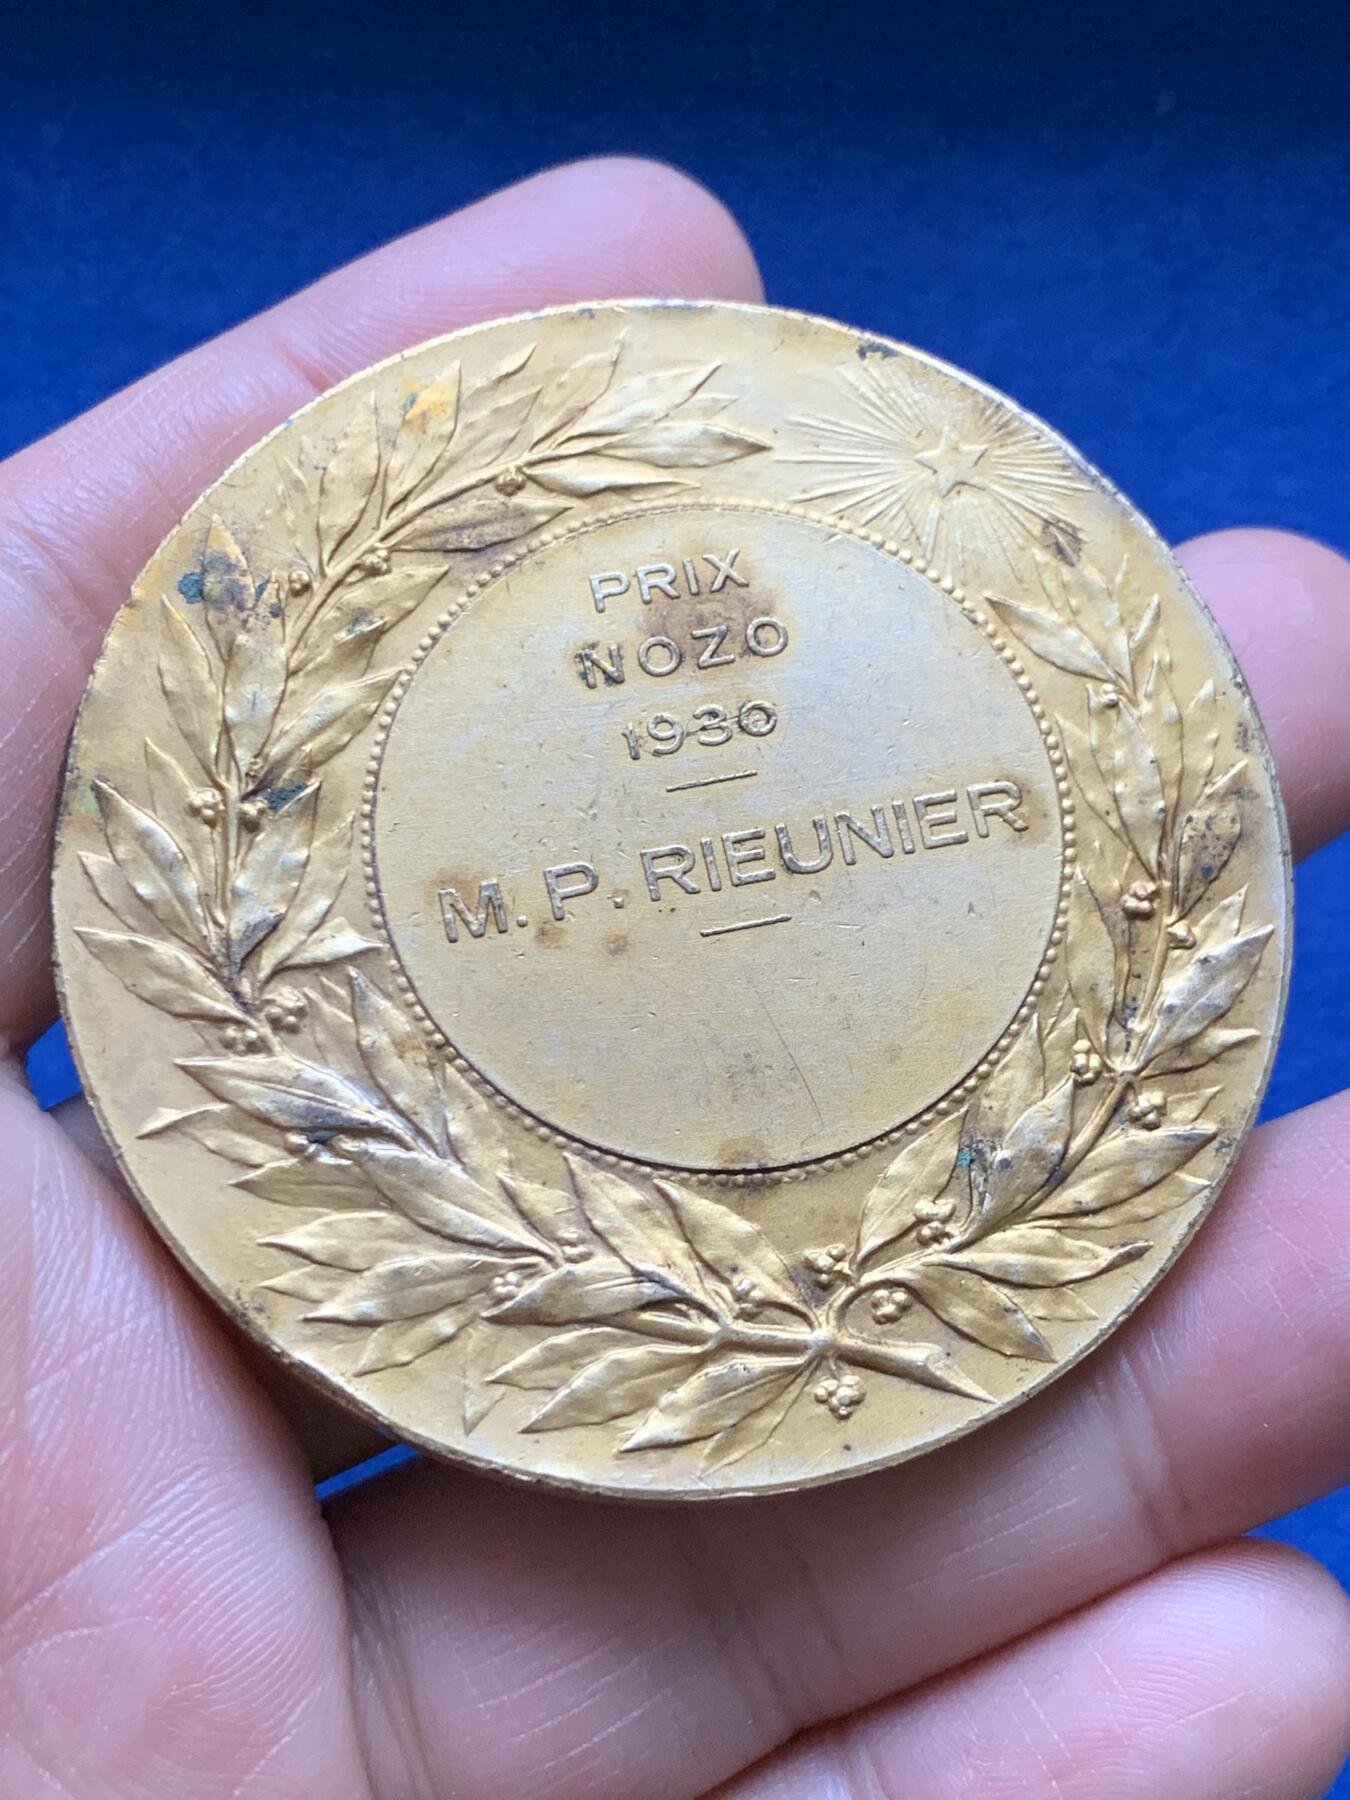 PRIX
NOZO
1930
M. P. RIEUNIER